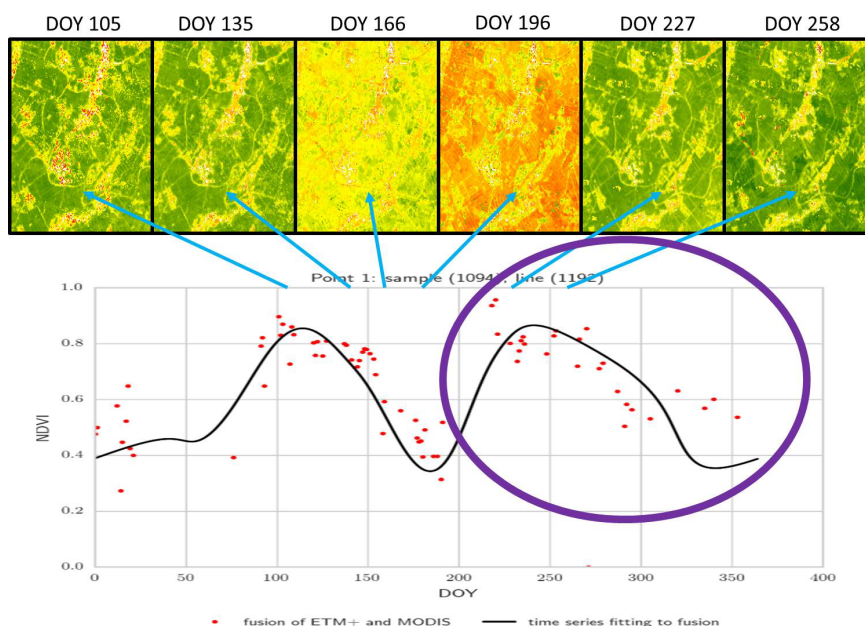 DOY 105 DOY 135 DOY 166 DOY 196 DOY 227 DOY 258
Point 1: sample (1094), line (1192)
1.0
0.8
0.6
0.4
0.2
0.0
NDVI
0 50 100 150 200 250 300 350 400
DOY
fusion of ETM+ and MODIS time series fitting to fusion